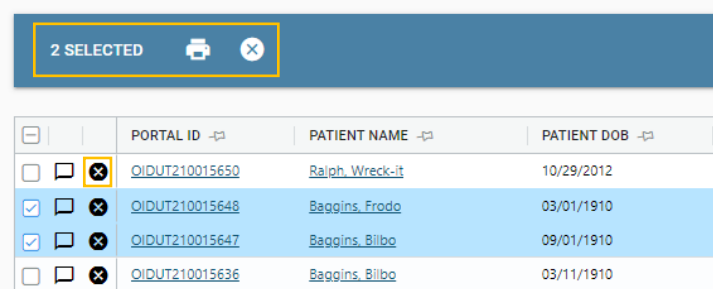 2 SELECTED
PORTAL ID PATIENT NAME PATIENT DOB
OIDUT210015650 Ralph, Wreck-it 10/29/2012
OIDUT210015648 Baggins, Frodo 03/01/1910
OIDUT210015647 Baggins, Bilbo 09/01/1910
OIDUT210015636 Baggins, Bilbo 03/11/1910